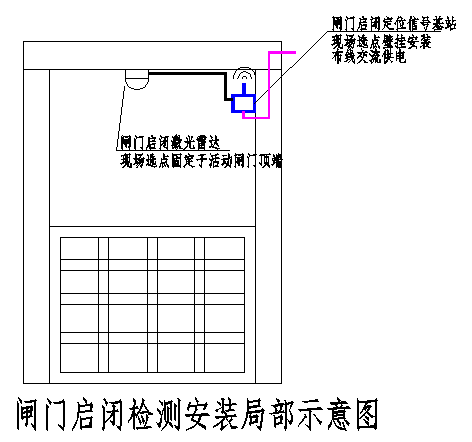 闸门启闭定位信号基站
现场选点壁挂安装
布线交流供电
闸门启闭激光雷达
现场选点固定于活动闸门顶端
闸门启闭检测安装局部示意图